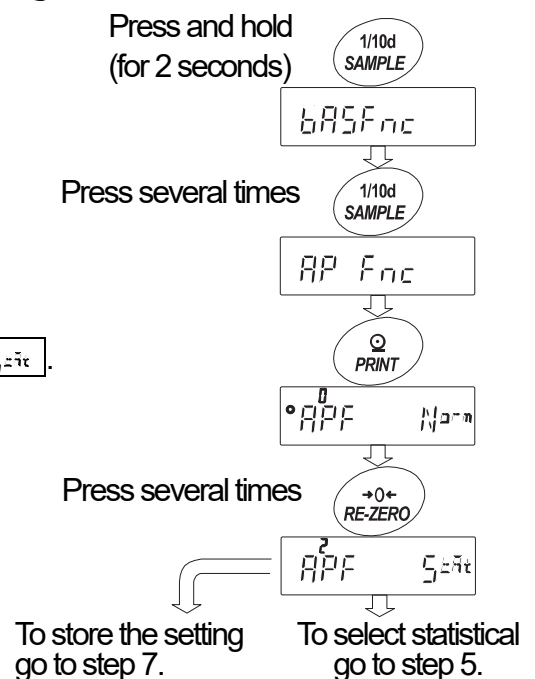 Press and hold
(for 2 seconds)
1/10d
SAMPLE
bASFnc
Press several times
1/10d
SAMPLE
AP Fnc
PRINT
.
0
APF Norm
Press several times
→0←
RE-ZERO
2
APF Stat
To store the setting
go to step 7.
To select statistical
go to step 5.